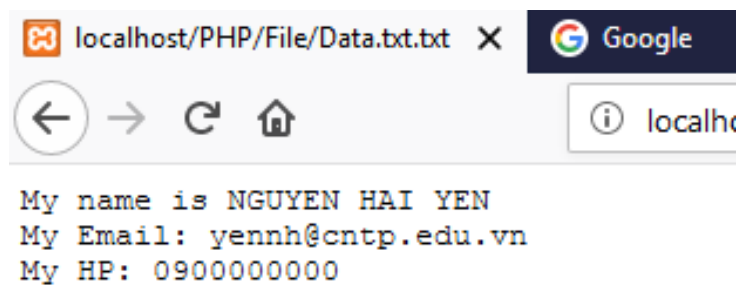 localhost/PHP/File/Data.txt.txt
Google
localho
My name is NGUYEN HAI YEN
My Email: yennh@cntp.edu.vn
My HP: 0900000000